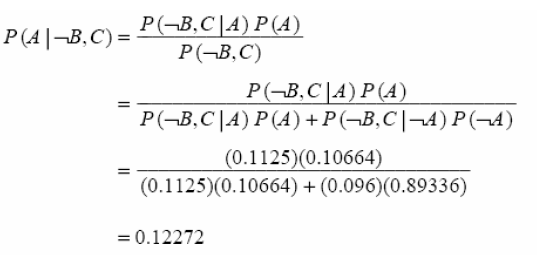 P(A|¬B,C) = P(¬B,C|A) P(A) / P(¬B,C)
= P(¬B,C|A) P(A) / P(¬B,C|A) P(A) + P(¬B,C|¬A) P(¬A)
= (0.1125)(0.10664) / (0.1125)(0.10664) + (0.096)(0.89336)
= 0.12272